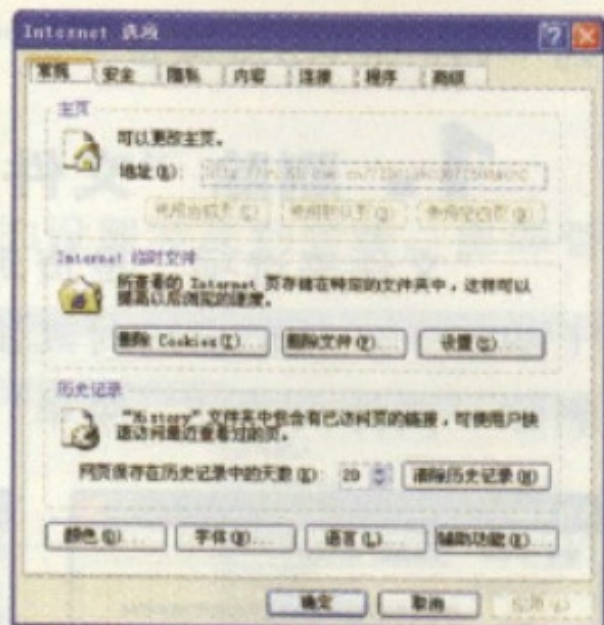 Internet 选项
常规 安全 隐私 内容 连接 程序 高级
主页
可以更改主页。
地址(R):
使用当前页(C) 使用默认页(D) 使用空白页(B)
Internet 临时文件
所查看的 Internet 页存储在特定的文件夹中，这样可以
提高以后浏览的速度。
删除 Cookies(I)... 删除文件(F)... 设置(S)...
历史记录
“History”文件夹中包含有已访问页的链接，可使用户快
速访问最近查看过的页。
网页保存在历史记录中的天数(K): 20 清除历史记录(H)
颜色(O)... 字体(N)... 语言(L)... 辅助功能(E)...
确定 取消 应用(A)